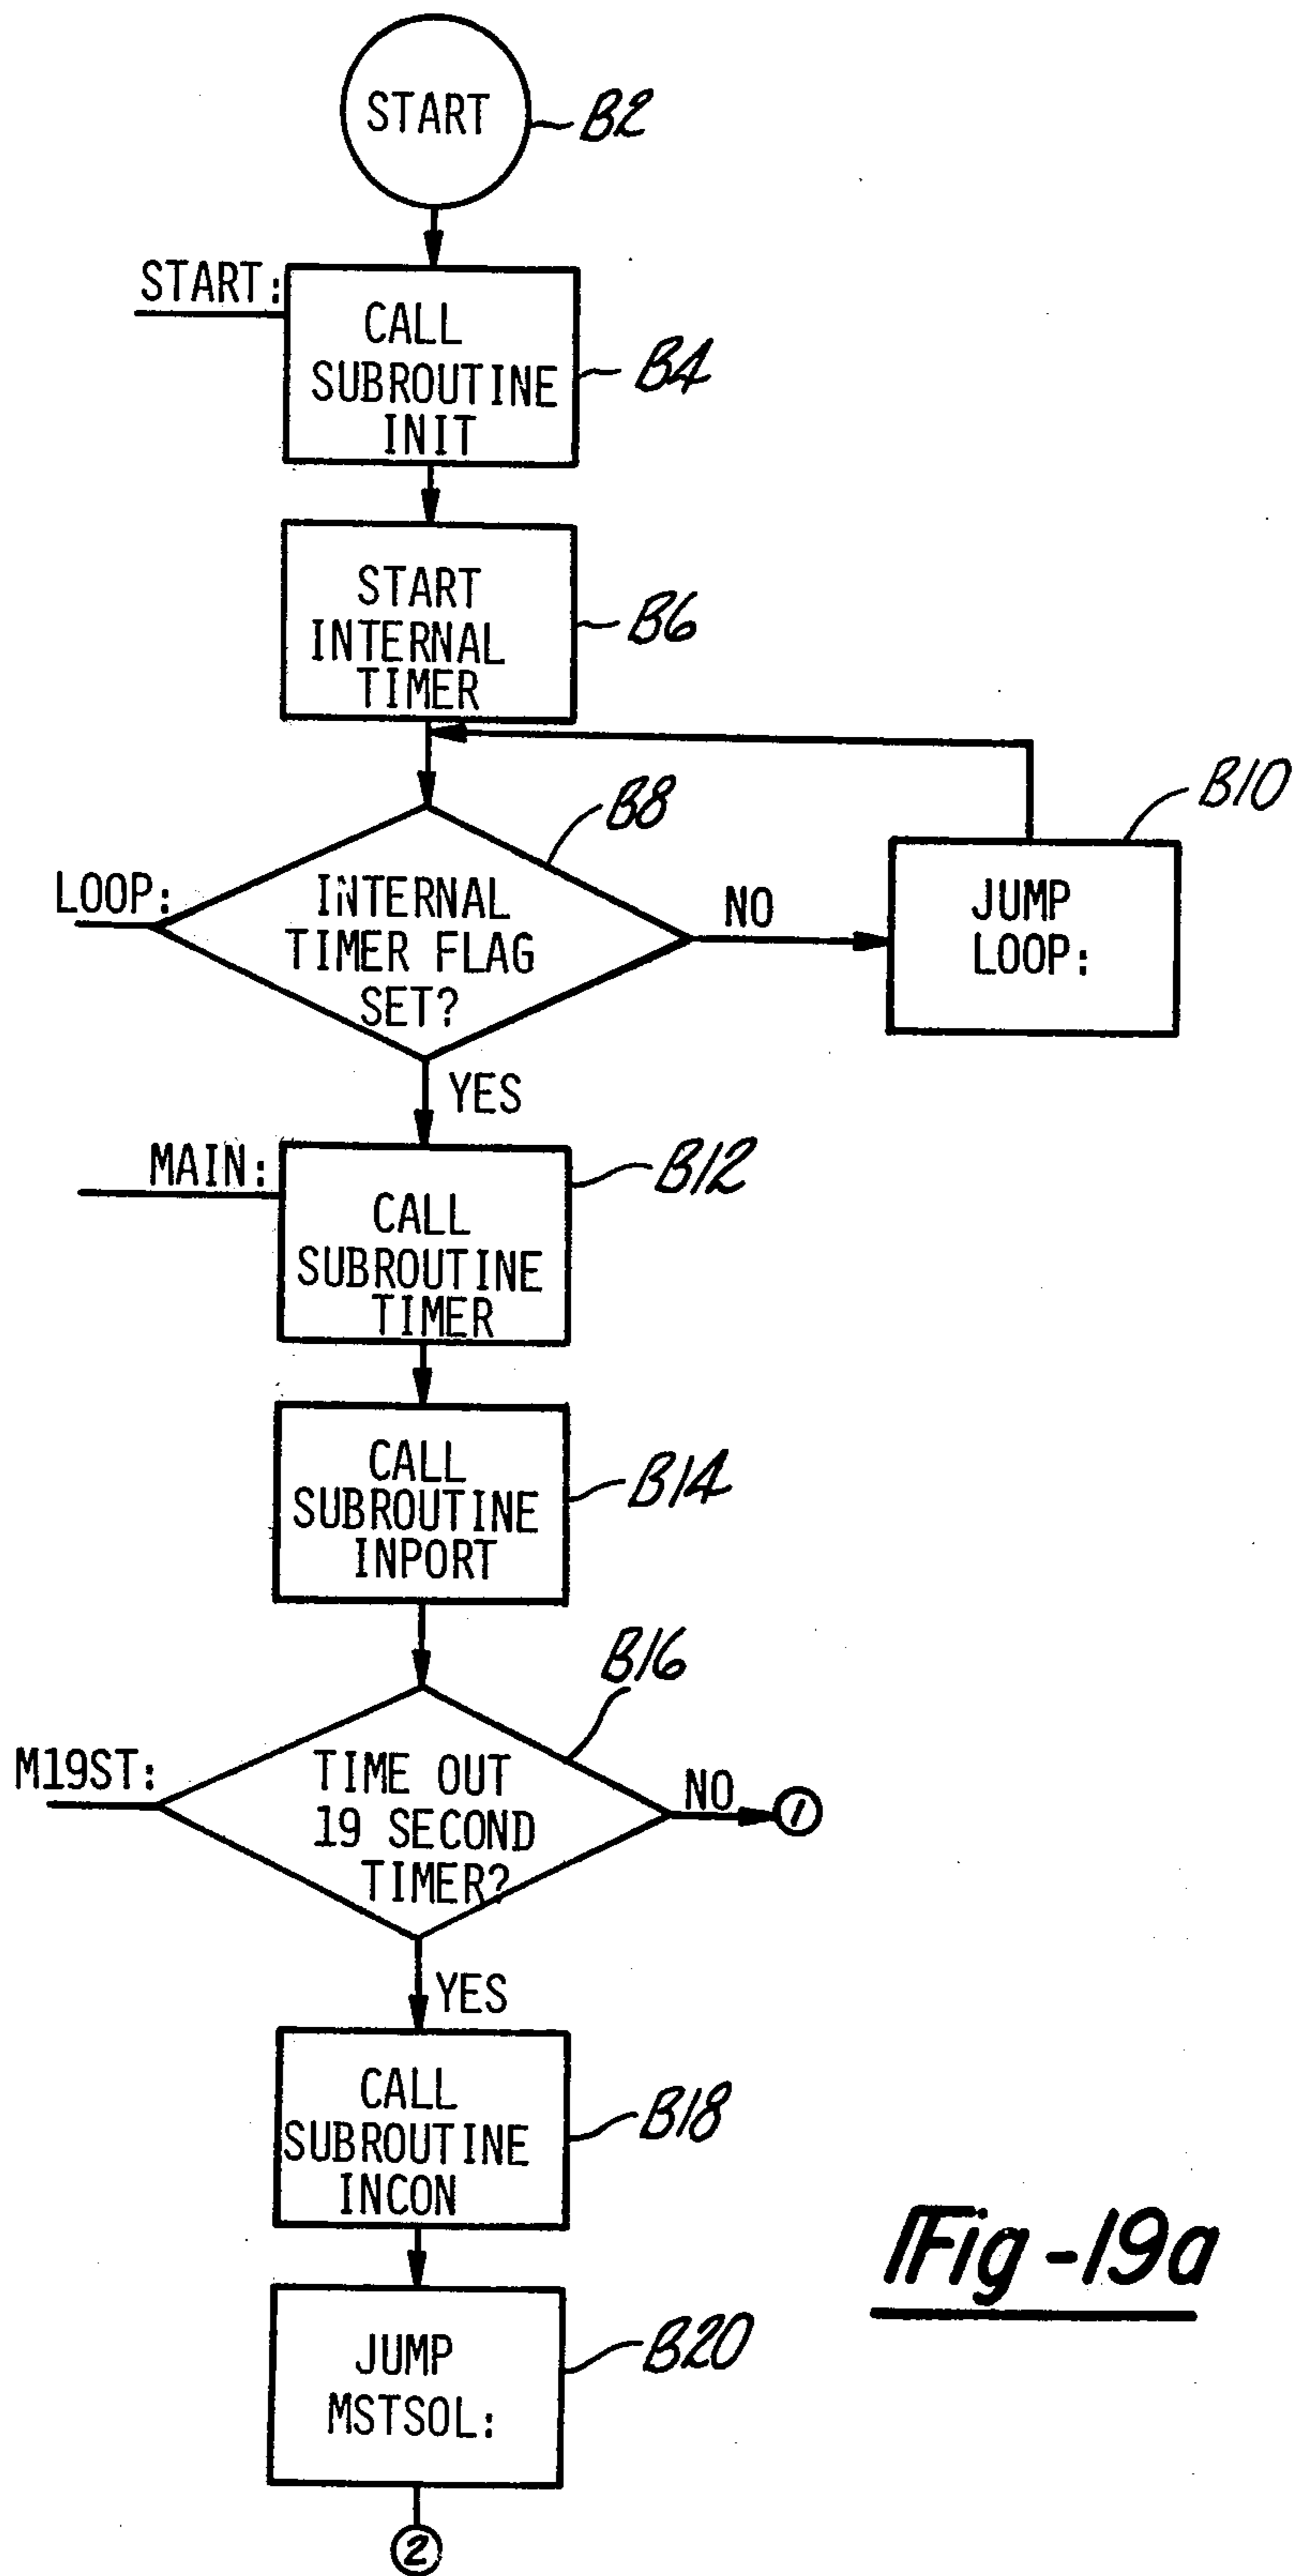 START
B2
START:
CALL
SUBROUTINE
INIT
B4
START
INTERNAL
TIMER
B6
B8
B10
LOOP:
INTERNAL
TIMER FLAG
SET?
NO
JUMP
LOOP:
YES
MAIN:
B12
CALL
SUBROUTINE
TIMER
CALL
SUBROUTINE
INPORT
B14
B16
M19ST:
TIME OUT
19 SECOND
TIMER?
NO
1
YES
CALL
SUBROUTINE
INCON
B18
JUMP
MSTSOL:
B20
2
Fig-19a